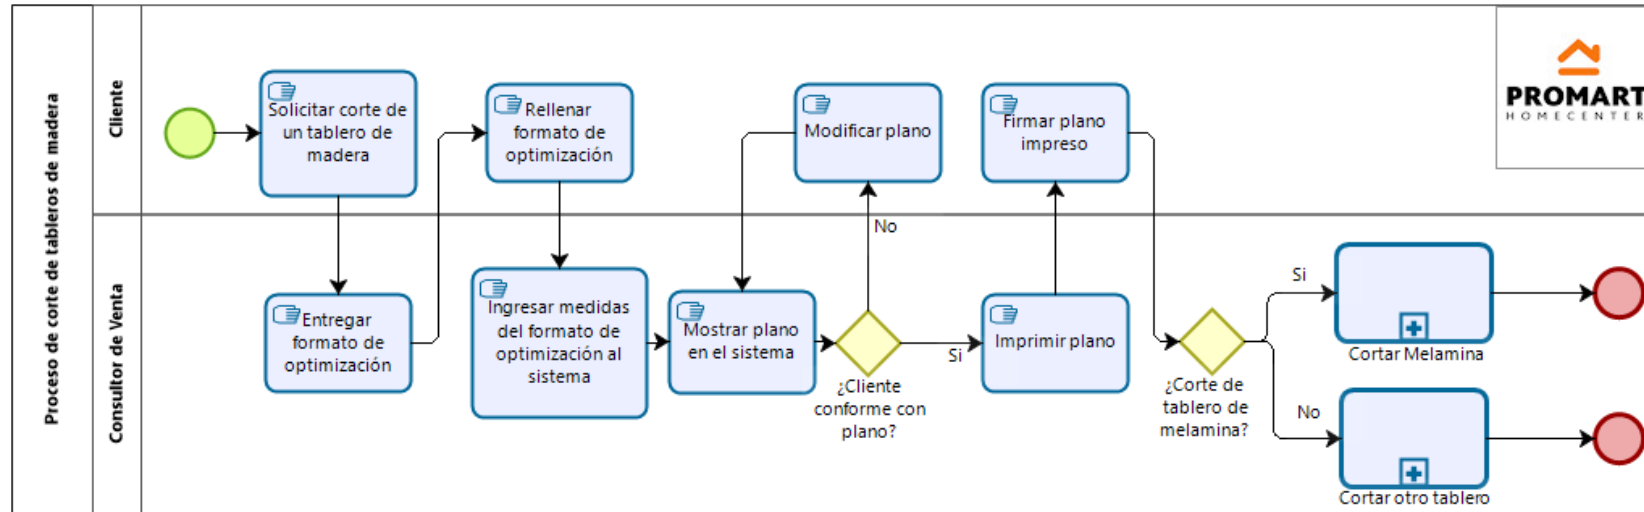 Proceso de corte de tableros de madera
Cliente
Solicitar corte de
un tablero de
madera
Rellenar
formato de
optimización
Modificar plano
Firmar plano
impreso
PROMART
HOMECENTER
No
Consultor de Venta
Entregar
formato de
optimización
Ingresar medidas
del formato de
optimización al
sistema
Mostrar plano
en el sistema
¿Cliente
conforme con
plano?
Si
Imprimir plano
¿Corte de
tablero de
melamina?
Si
Cortar Melamina
No
Cortar otro tablero